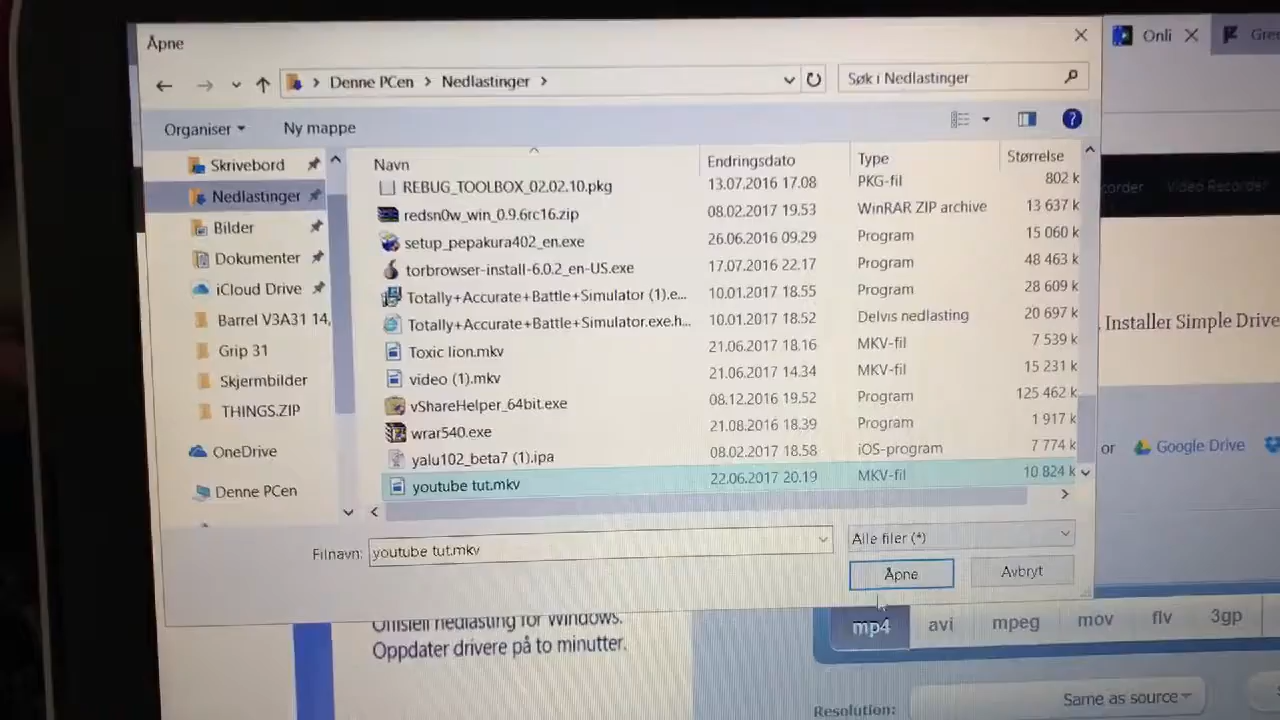 Åpne
Onli
Gree
Denne PCen
Nedlastinger
Søk i Nedlastinger
Organiser
Ny mappe
Skrivebord
Nedlastinger
Bilder
Dokumenter
iCloud Drive
Barrel V3A31 14,
Grip 31
Skjermbilder
THINGS.ZIP
OneDrive
Denne PCen
Navn Endringsdato Type Størrelse
REBUG_TOOLBOX_02.02.10.pkg 13.07.2016 17.08 PKG-fil 802 k
redsn0w_win_0.9.6rc16.zip 08.02.2017 19.53 WinRAR ZIP archive 13 637 k
setup_pepakura402_en.exe 26.06.2016 09.29 Program 15 060 k
torbrowser-install-6.0.2_en-US.exe 17.07.2016 22.17 Program 48 463 k
Totally+Accurate+Battle+Simulator (1).e... 10.01.2017 18.55 Program 28 609 k
Totally+Accurate+Battle+Simulator.exe.h... 10.01.2017 18.52 Delvis nedlasting 20 697 k
Toxic lion.mkv 21.06.2017 18.16 MKV-fil 7 539 k
video (1).mkv 21.06.2017 14.34 MKV-fil 15 231 k
vShareHelper_64bit.exe 08.12.2016 19.52 Program 125 462 k
wrar540.exe 21.08.2016 18.39 Program 1 917 k
yalu102_beta7 (1).ipa 08.02.2017 18.58 iOS-program 7 774 k
youtube tut.mkv 22.06.2017 20.19 MKV-fil 10 824 k
Filnavn: youtube tut.mkv
Alle filer (*)
Åpne
Avbryt
corder
Video Recorder
, Installer Simple Drive
or Google Drive
Offisiell nedlasting for Windows.
Oppdater drivere på to minutter.
mp4 avi mpeg mov flv 3gp
Resolution: Same as source